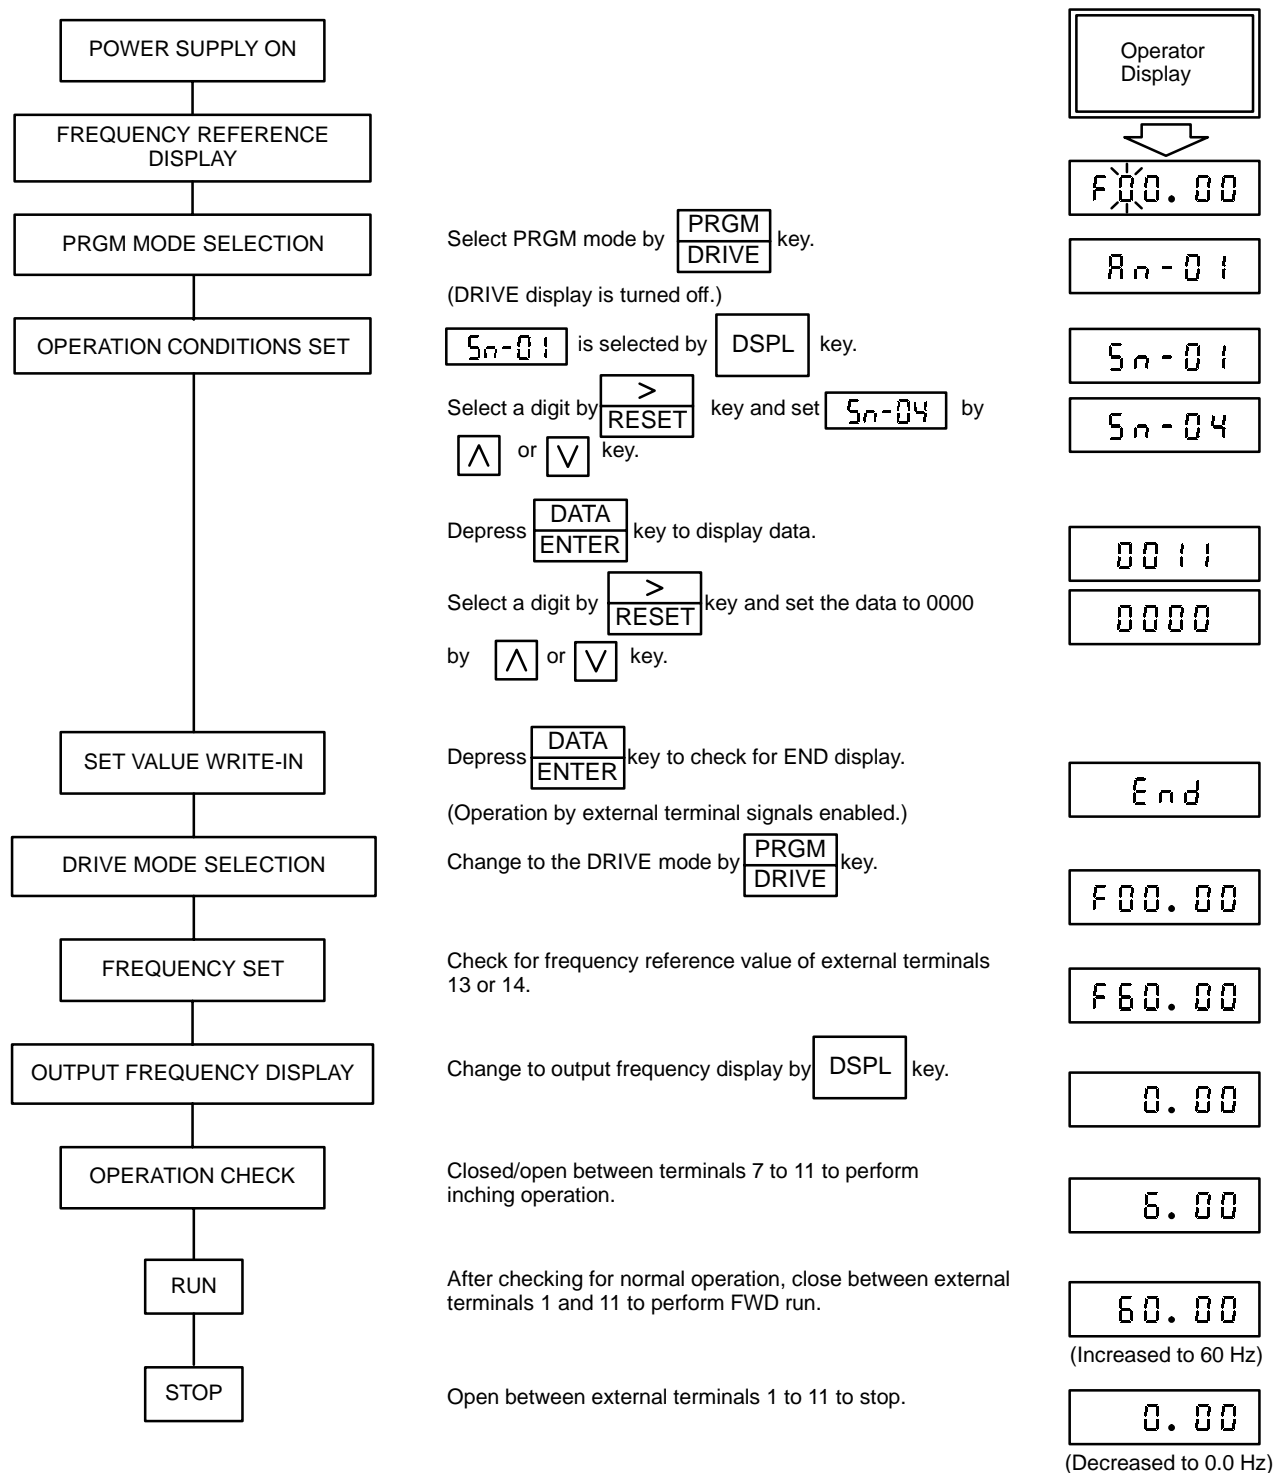 POWER SUPPLY ON
Operator
Display
FREQUENCY REFERENCE
DISPLAY
F00.00
PRGM MODE SELECTION
Select PRGM mode by PRGM DRIVE key.
An-01
(DRIVE display is turned off.)
OPERATION CONDITIONS SET
Sn-01 is selected by DSPL key.
Sn-01
Select a digit by > RESET key and set Sn-04 by
Sn-04
∧ or ∨ key.
Depress DATA ENTER key to display data.
0011
Select a digit by > RESET key and set the data to 0000
0000
by ∧ or ∨ key.
SET VALUE WRITE-IN
Depress DATA ENTER key to check for END display.
End
(Operation by external terminal signals enabled.)
DRIVE MODE SELECTION
Change to the DRIVE mode by PRGM DRIVE key.
F00.00
FREQUENCY SET
Check for frequency reference value of external terminals
13 or 14.
F60.00
OUTPUT FREQUENCY DISPLAY
Change to output frequency display by DSPL key.
0.00
OPERATION CHECK
Closed/open between terminals 7 to 11 to perform
inching operation.
6.00
RUN
After checking for normal operation, close between external
terminals 1 and 11 to perform FWD run.
60.00
(Increased to 60 Hz)
STOP
Open between external terminals 1 to 11 to stop.
0.00
(Decreased to 0.0 Hz)